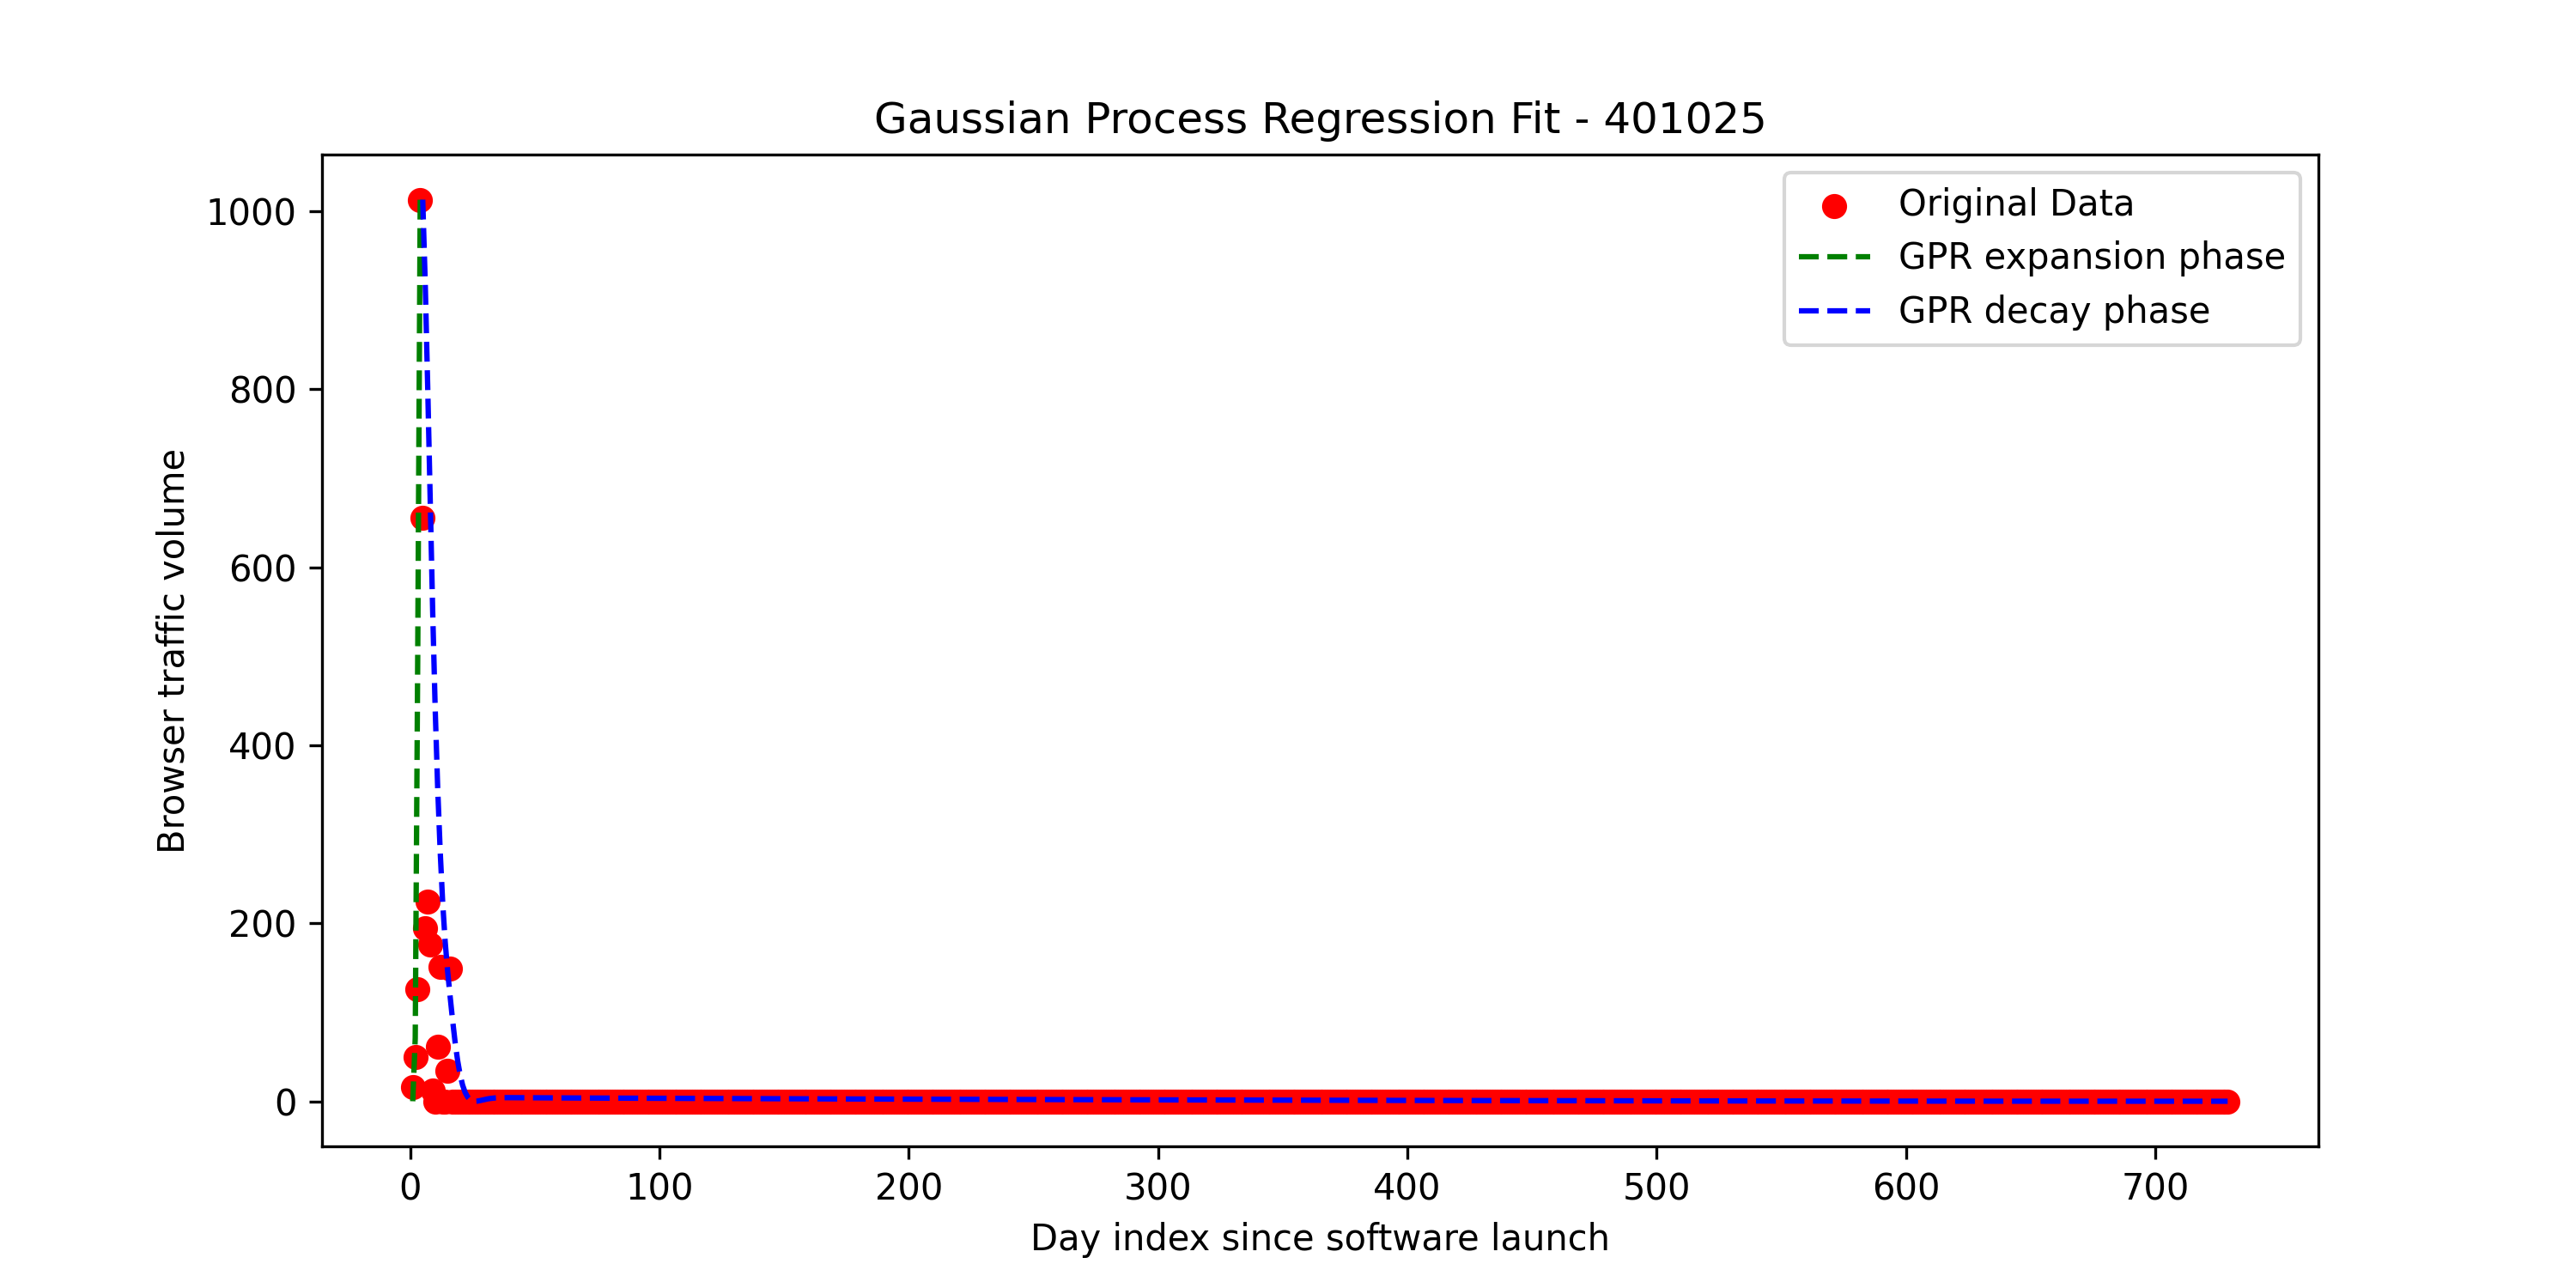 Gaussian Process Regression Fit - 401025
Original Data
GPR expansion phase
GPR decay phase
1000
800
600
400
200
0
Browser traffic volume
0 100 200 300 400 500 600 700
Day index since software launch